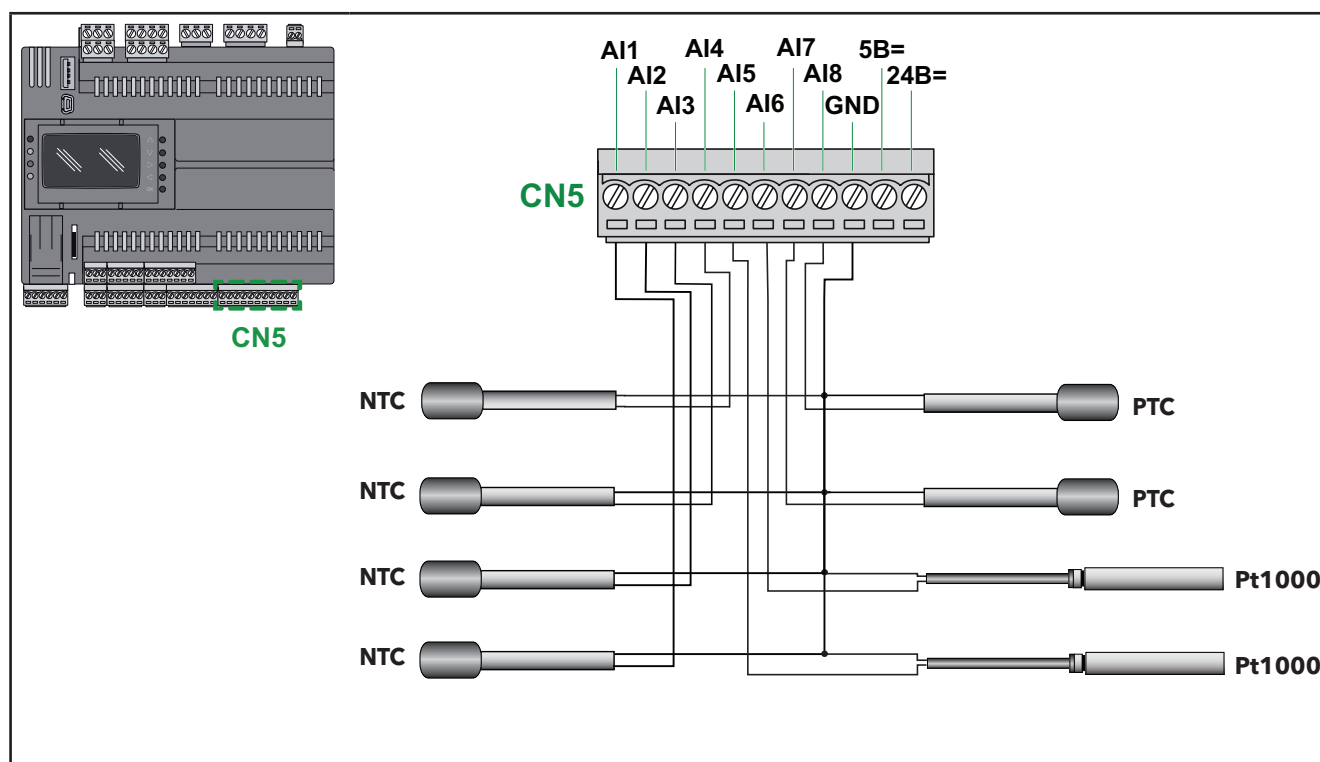 AI1
AI4
AI7
5B=
AI2
AI5
AI8
24B=
AI3
AI6
GND
CN5
CN5
NTC
PTC
NTC
PTC
NTC
Pt1000
NTC
Pt1000